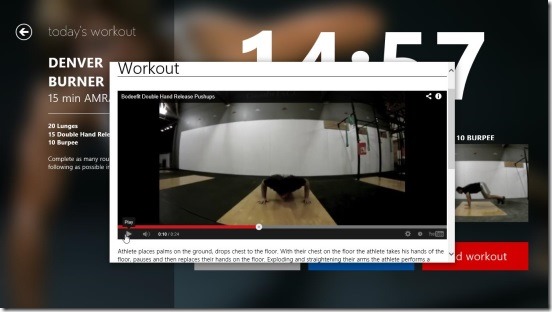 today's workout
14:57
DENVER
BURNER
15 min AMRA
20 Lunges
15 Double Hand Rele
10 Burpee
Complete as many rou
following as possible in
Workout
Bodeefit Double Hand Release Pushups
Play
0:10 / 0:24
YouTube
10 BURPEE
d workout
Athlete places palms on the ground, drops chest to the floor. With their chest on the floor the athlete takes his hands of the
floor, pauses and then replaces their hands on the floor. Exploding and straightening their arms the athlete performs a